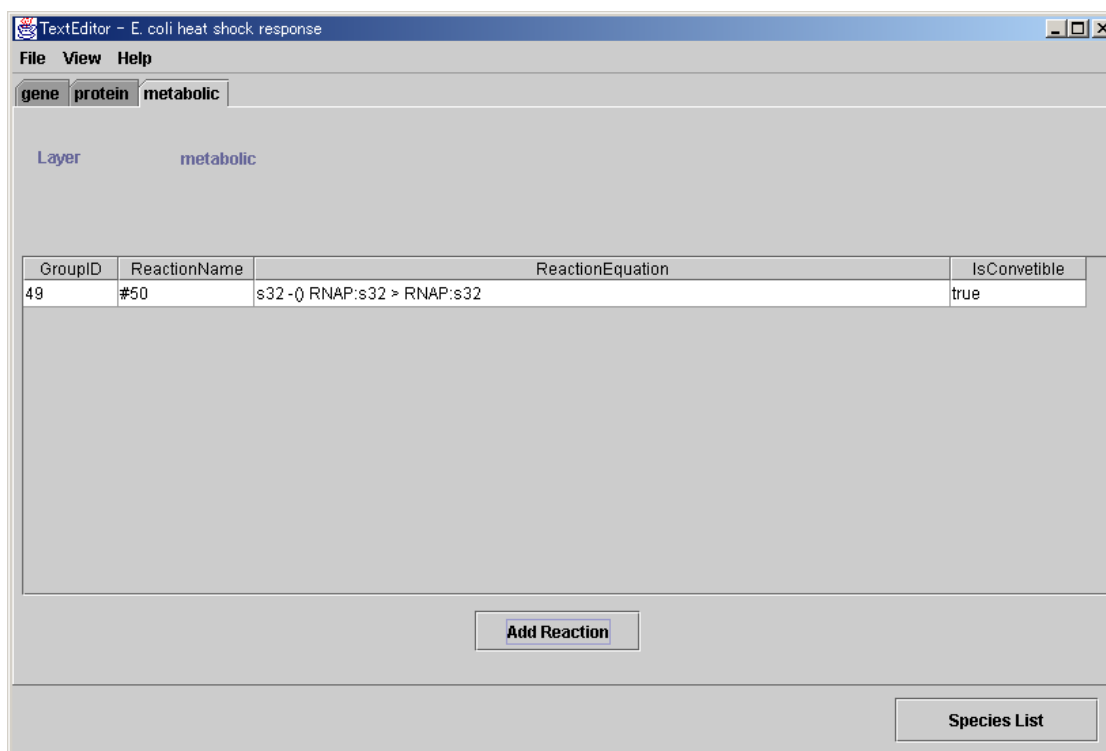 TextEditor - E. coli heat shock response
File View Help
gene protein metabolic
Layer metabolic
GroupID ReactionName ReactionEquation IsConvetible
49 #50 s32 -() RNAP:s32 > RNAP:s32 true
Add Reaction
Species List